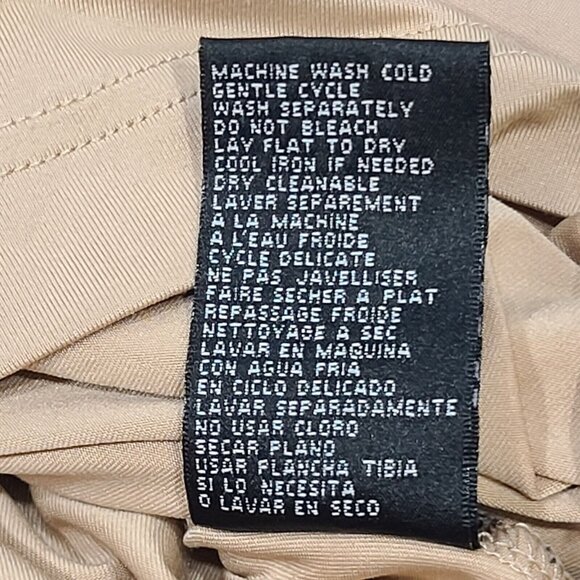 MACHINE WASH COLD
GENTLE CYCLE
WASH SEPARATELY
DO NOT BLEACH
LAY FLAT TO DRY
COOL IRON IF NEEDED
DRY CLEANABLE
LAVER SEPAREMENT
A LA MACHINE
A L'EAU FROIDE
CYCLE DELICATE
NE PAS JAVELLISER
FAIRE SECHER A PLAT
REPASSAGE FROIDE
NETTOYAGE A SEC
LAVAR EN MAQUINA
CON AGUA FRIA
EN CICLO DELICADO
LAVAR SEPARADAMENTE
NO USAR CLORO
SECAR PLANO
USAR PLANCHA TIBIA
SI LO NECESITA
O LAVAR EN SECO